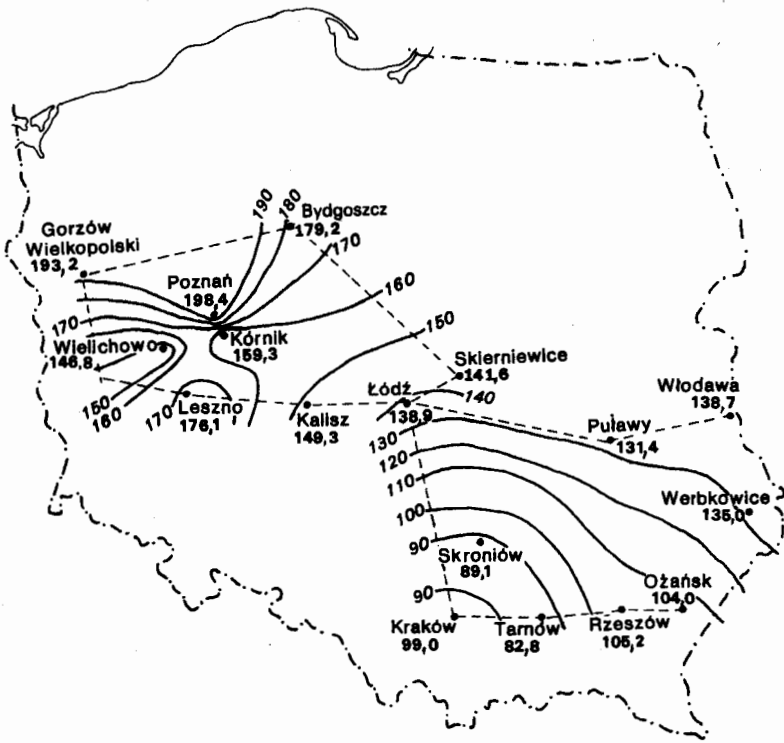 190
180
Bydgoszcz
179,2
170
Gorzów
Wielkopolski
193,2
160
Poznań
198,4
150
170
Kórnik
159,3
Wielichowo
146,8
Skierniewice
141,6
140
Łódź
138,9
Włodawa
138,7
150
160
170
Leszno
176,1
Kalisz
149,3
Puławy
131,4
130
120
110
100
90
Werbkowice
135,0
Skroniów
89,1
90
Ożańsk
104,0
Kraków
99,0
Tarnów
82,8
Rzeszów
105,2